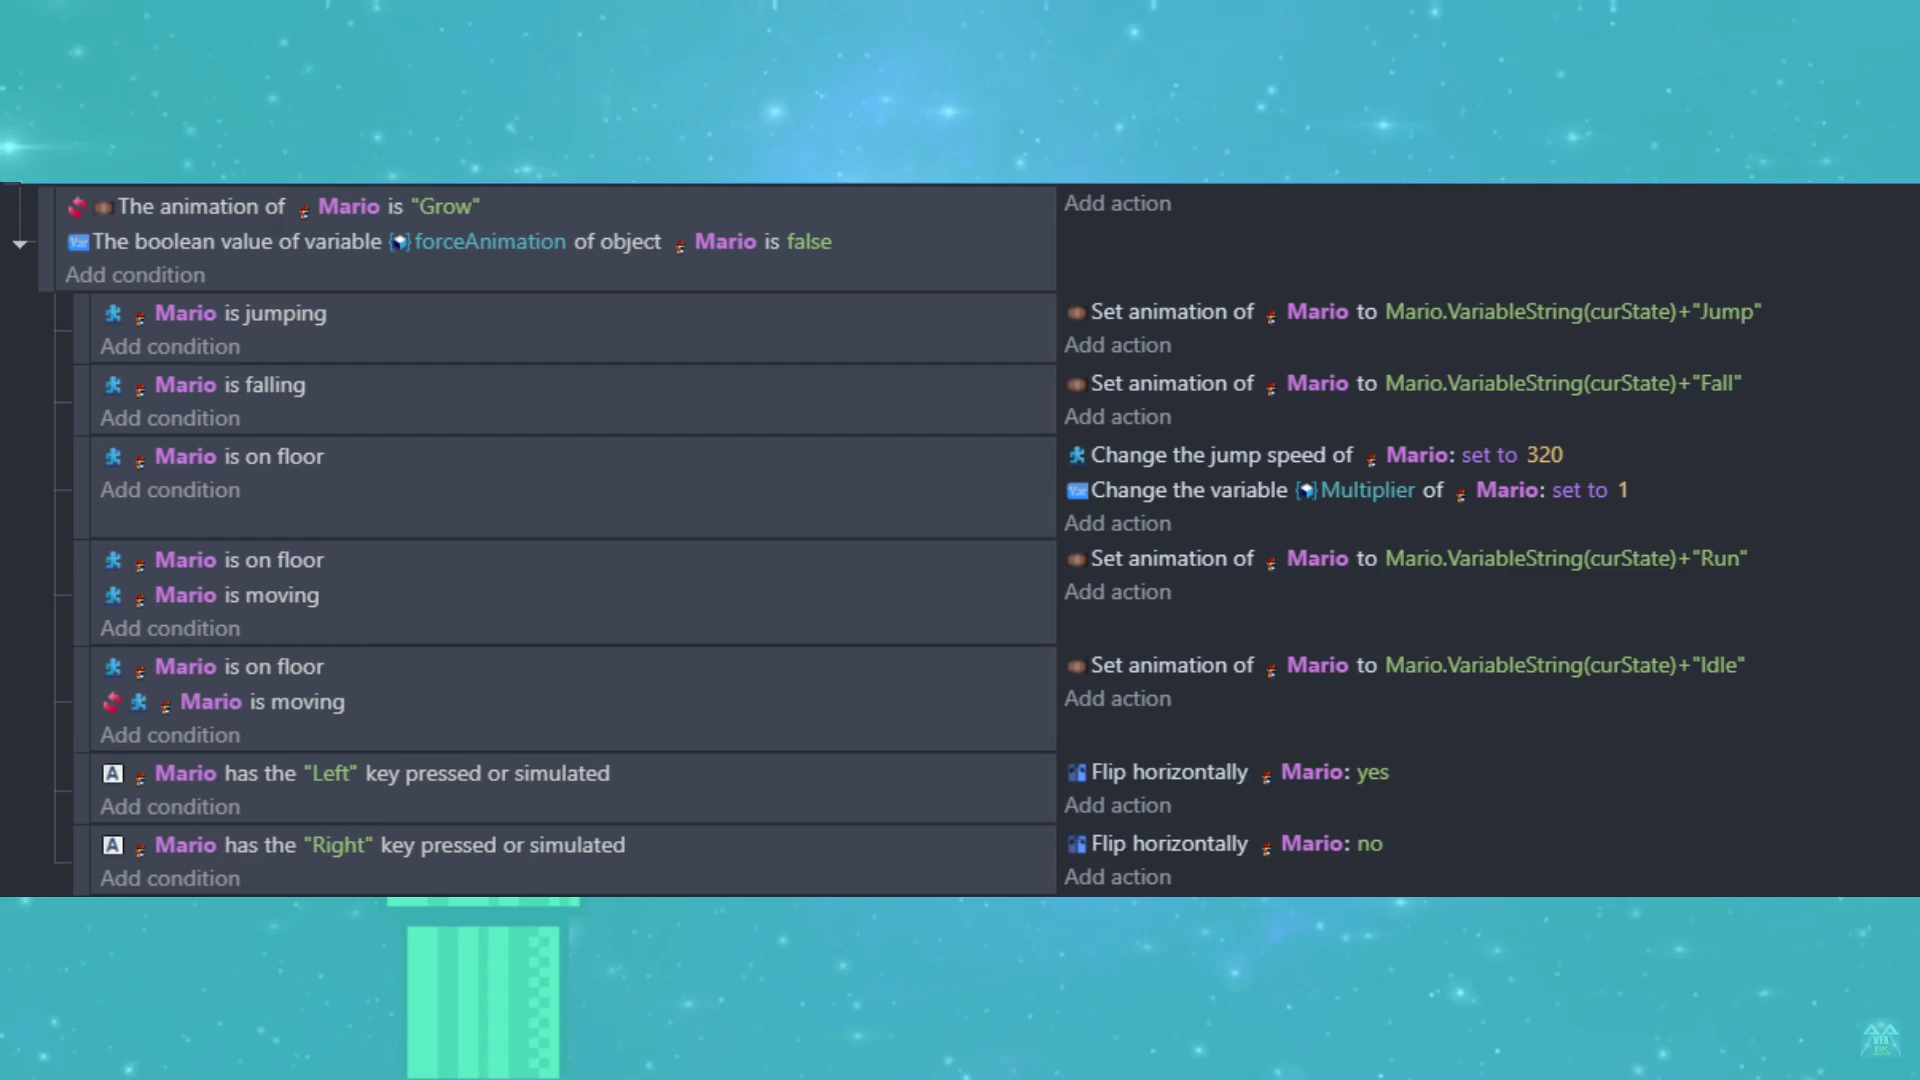 The animation of Mario is "Grow"
Add action
The boolean value of variable forceAnimation of object Mario is false
Add condition
Mario is jumping
Add condition
Set animation of Mario to Mario.VariableString(curState)+"Jump"
Add action
Mario is falling
Add condition
Set animation of Mario to Mario.VariableString(curState)+"Fall"
Add action
Mario is on floor
Add condition
Change the jump speed of Mario: set to 320
Var Change the variable Multiplier of Mario: set to 1
Add action
Mario is on floor
Mario is moving
Add condition
Set animation of Mario to Mario.VariableString(curState)+"Run"
Add action
Mario is on floor
Mario is moving
Add condition
Set animation of Mario to Mario.VariableString(curState)+"Idle"
Add action
A Mario has the "Left" key pressed or simulated
Add condition
Flip horizontally Mario: yes
Add action
A Mario has the "Right" key pressed or simulated
Add condition
Flip horizontally Mario: no
Add action